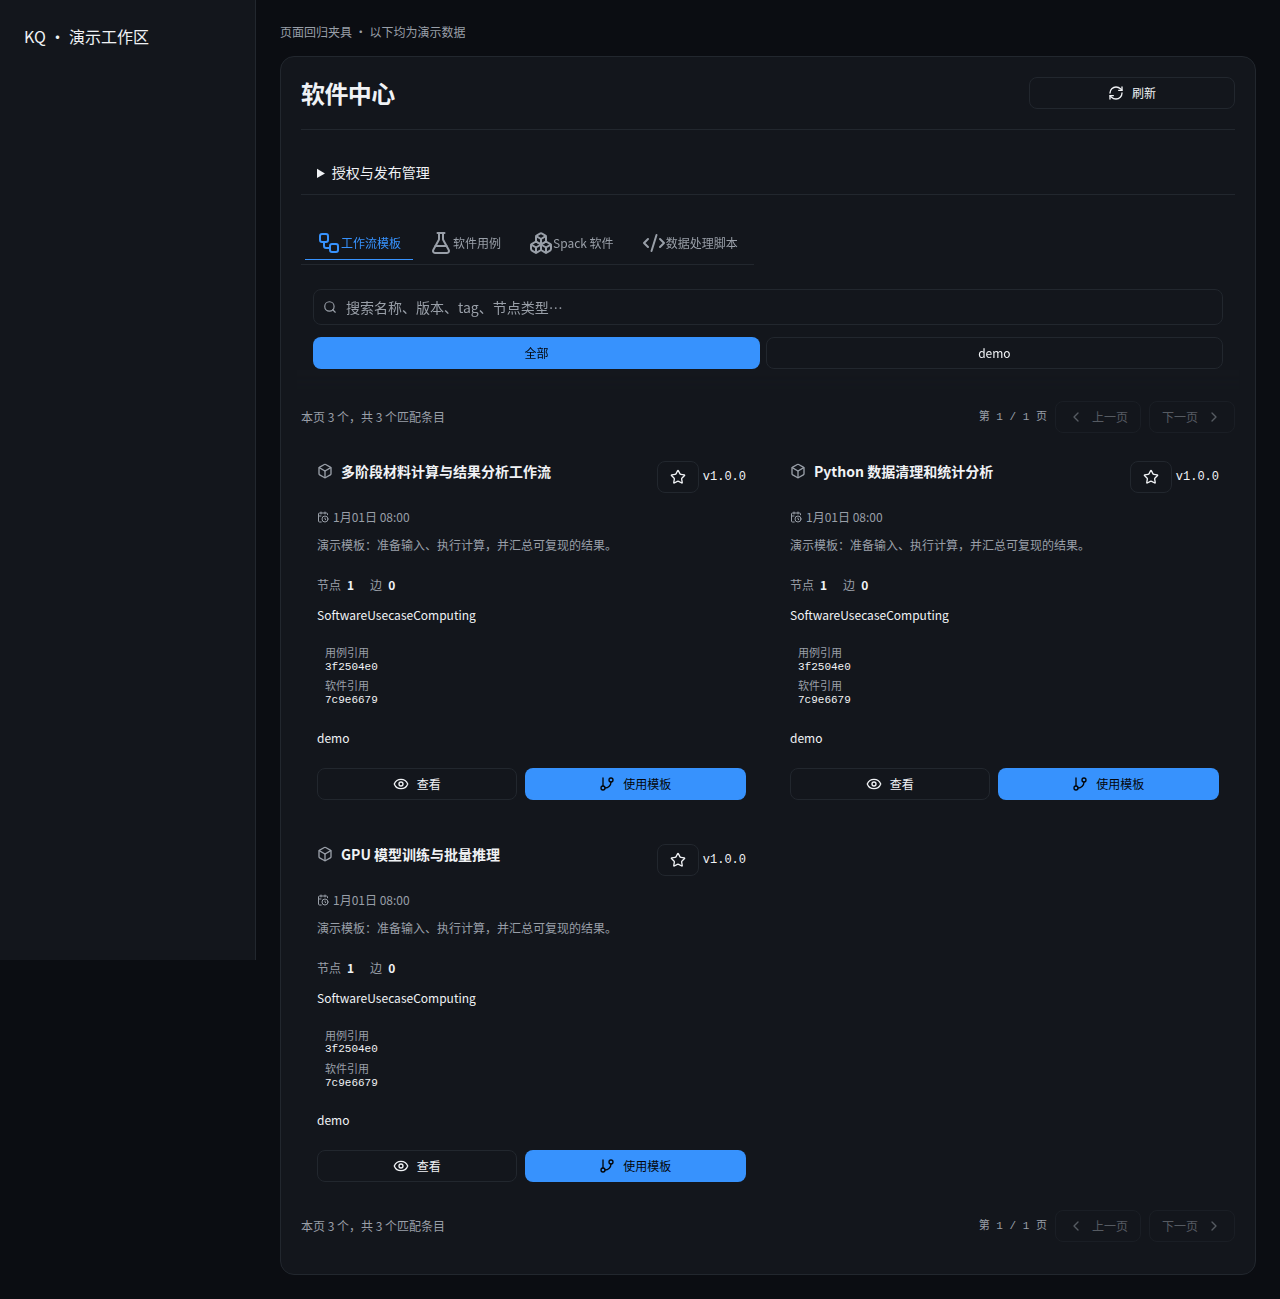 KQ · 演示工作区
页面回归夹具 · 以下均为演示数据
软件中心
刷新
授权与发布管理
工作流模板
软件用例
Spack 软件
数据处理脚本
搜索名称、版本、tag、节点类型…
全部
demo
本页 3 个，共 3 个匹配条目
第 1 / 1 页
上一页
下一页
多阶段材料计算与结果分析工作流
v1.0.0
1月01日 08:00
演示模板：准备输入、执行计算，并汇总可复现的结果。
节点 1 边 0
SoftwareUsecaseComputing
用例引用
3f2504e0
软件引用
7c9e6679
demo
查看
使用模板
Python 数据清理和统计分析
v1.0.0
1月01日 08:00
演示模板：准备输入、执行计算，并汇总可复现的结果。
节点 1 边 0
SoftwareUsecaseComputing
用例引用
3f2504e0
软件引用
7c9e6679
demo
查看
使用模板
GPU 模型训练与批量推理
v1.0.0
1月01日 08:00
演示模板：准备输入、执行计算，并汇总可复现的结果。
节点 1 边 0
SoftwareUsecaseComputing
用例引用
3f2504e0
软件引用
7c9e6679
demo
查看
使用模板
本页 3 个，共 3 个匹配条目
第 1 / 1 页
上一页
下一页